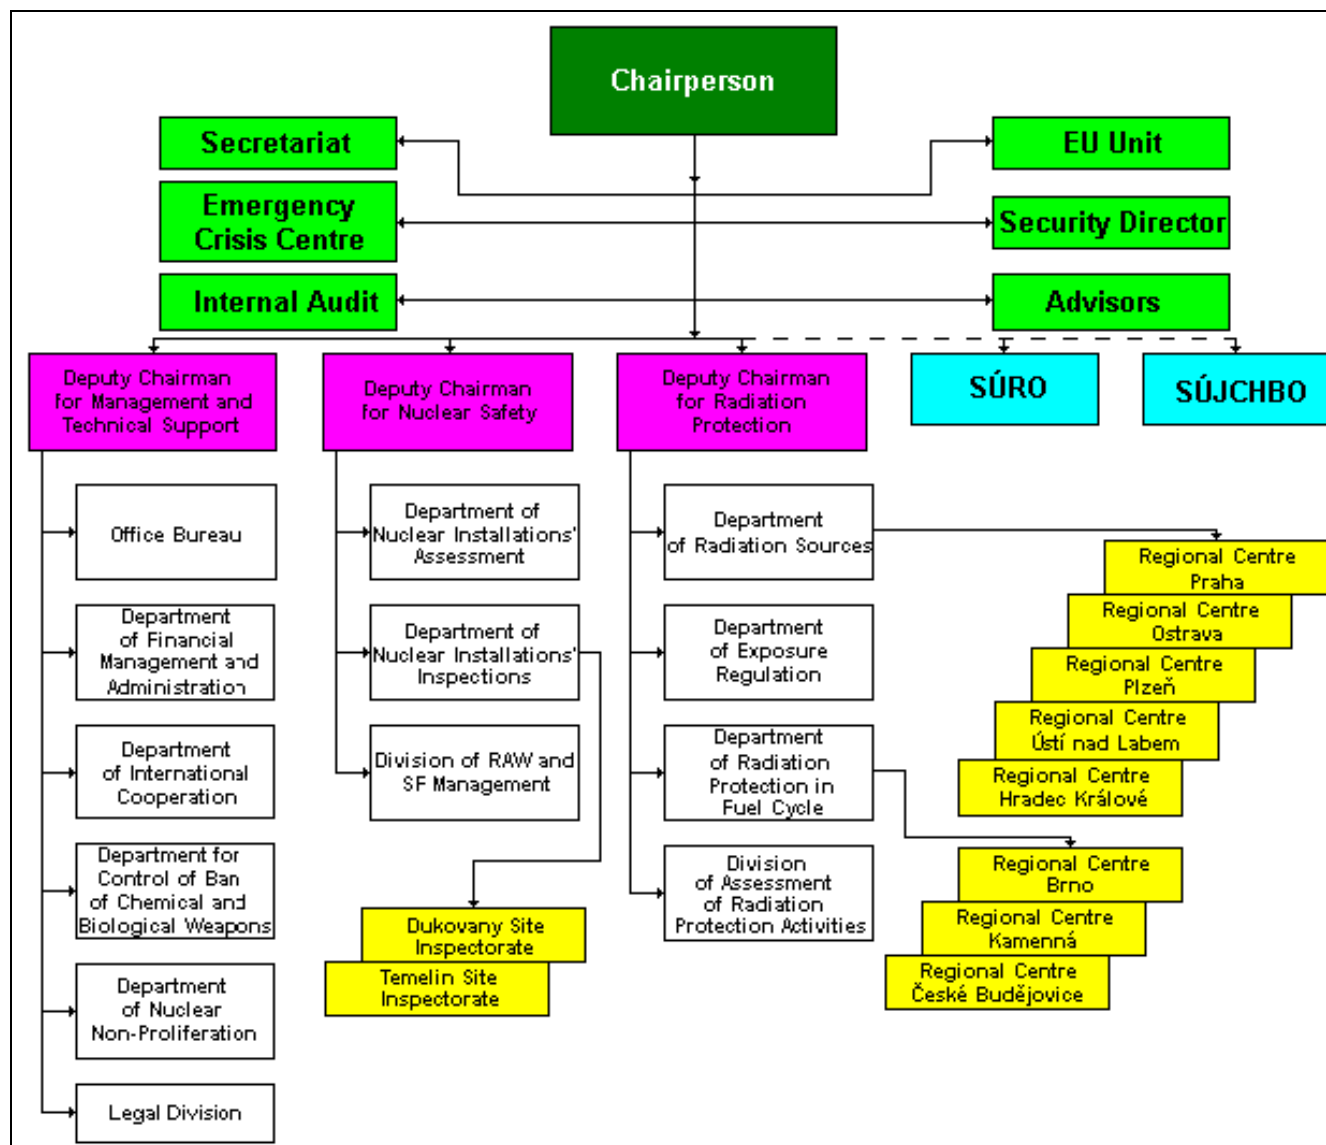 Chairperson
Secretariat
EU Unit
Emergency
Crisis Centre
Security Director
Internal Audit
Advisors
Deputy Chairman
for Management and
Technical Support
Deputy Chairman
for Nuclear Safety
Deputy Chairman
for Radiation
Protection
SÚRO
SÚJCHBO
Office Bureau
Department
of Financial
Management and
Administration
Department
of International
Cooperation
Department for
Control of Ban
of Chemical and
Biological Weapons
Department
of Nuclear
Non-Proliferation
Legal Division
Department of
Nuclear Installations'
Assessment
Department of
Nuclear Installations'
Inspections
Division of RAW and
SF Management
Dukovany Site
Inspectorate
Temelin Site
Inspectorate
Department
of Radiation Sources
Department
of Exposure
Regulation
Department
of Radiation
Protection in
Fuel Cycle
Division
of Assessment
of Radiation
Protection Activities
Regional Centre
Praha
Regional Centre
Ostrava
Regional Centre
Plzeň
Regional Centre
Ústí nad Labem
Regional Centre
Hradec Králové
Regional Centre
Brno
Regional Centre
Kamenná
Regional Centre
České Budějovice